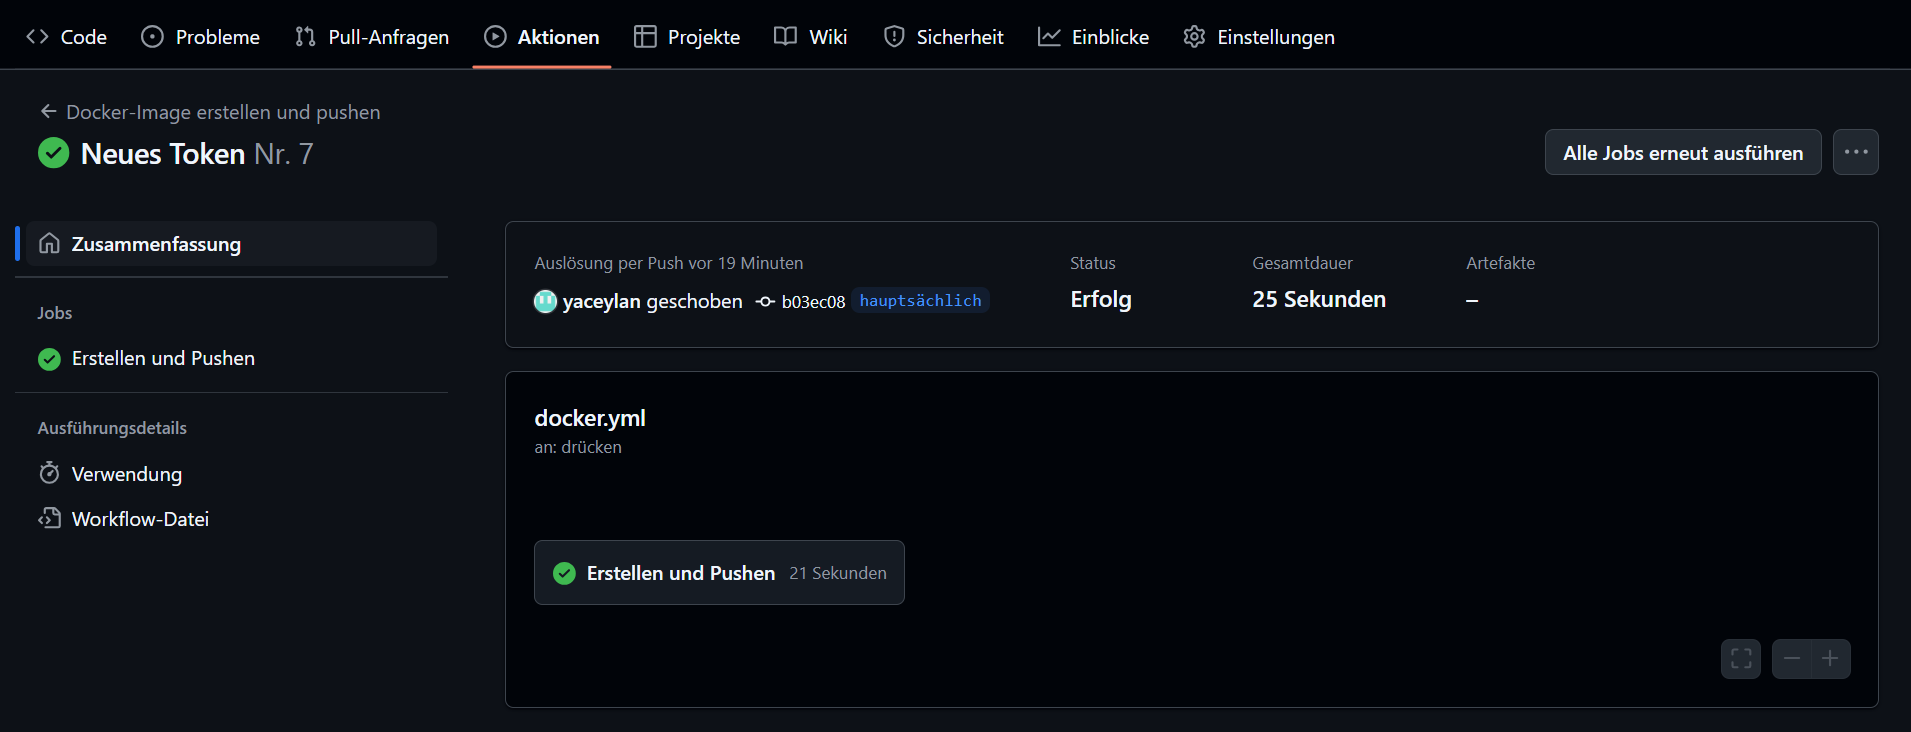 Code Probleme Pull-Anfragen Aktionen Projekte Wiki Sicherheit Einblicke Einstellungen
Docker-Image erstellen und pushen
Neues Token Nr. 7
Alle Jobs erneut ausführen
Zusammenfassung
Jobs
Erstellen und Pushen
Ausführungsdetails
Verwendung
Workflow-Datei
Auslösung per Push vor 19 Minuten
yaceylan geschoben b03ec08 hauptsächlich
Status
Erfolg
Gesamtdauer
25 Sekunden
Artefakte
–
docker.yml
an: drücken
Erstellen und Pushen 21 Sekunden